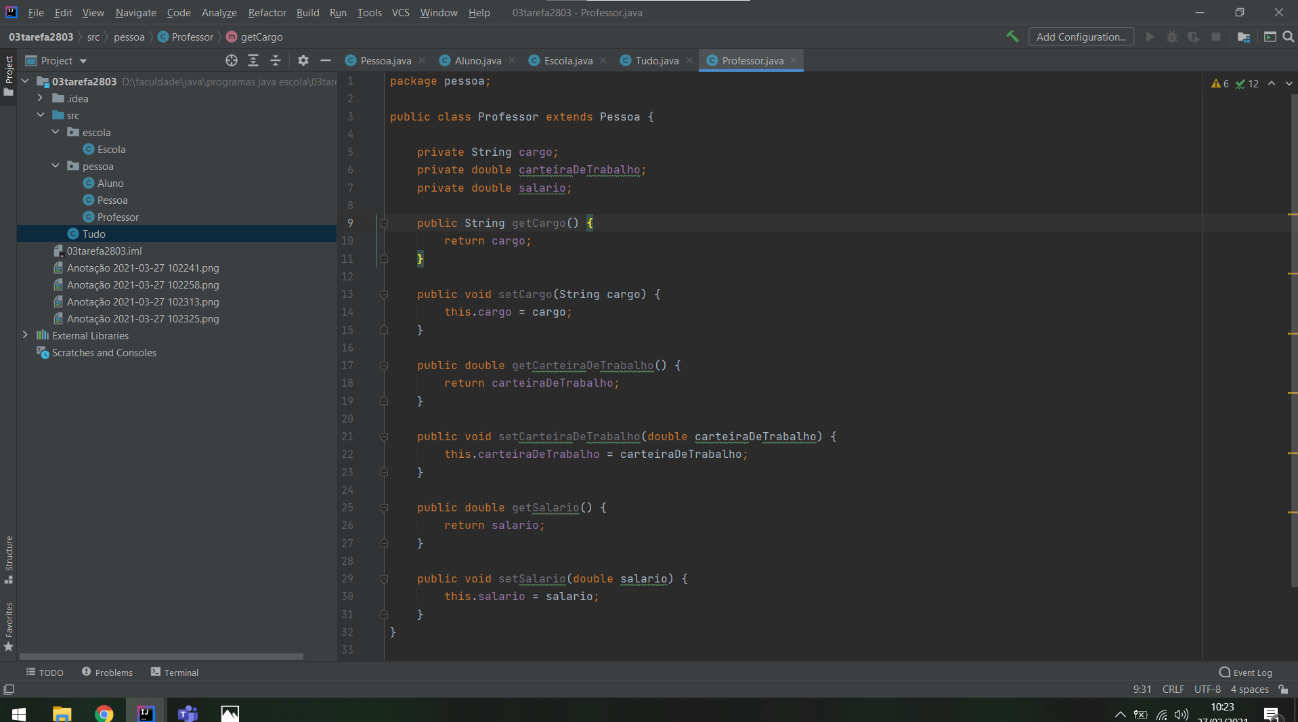 File Edit View Navigate Code Analyze Refactor Build Run Tools VCS Window Help 03tarefa2803 - Professor.java
03tarefa2803 src pessoa Professor getCargo Add Configuration...
Project Pessoa.java Aluno.java Escola.java Tudo.java Professor.java
Project
03tarefa2803 D:\faculdade\java\programas java escola\03tare
.idea
src
escola
Escola
pessoa
Aluno
Pessoa
Professor
Tudo
03tarefa2803.iml
Anotação 2021-03-27 102241.png
Anotação 2021-03-27 102258.png
Anotação 2021-03-27 102313.png
Anotação 2021-03-27 102325.png
External Libraries
Scratches and Consoles
Structure
Favorites
6 12
1 package pessoa;
2
3 public class Professor extends Pessoa {
4
5 private String cargo;
6 private double carteiraDeTrabalho;
7 private double salario;
8
9 public String getCargo() {
10 return cargo;
11 }
12
13 public void setCargo(String cargo) {
14 this.cargo = cargo;
15 }
16
17 public double getCarteiraDeTrabalho() {
18 return carteiraDeTrabalho;
19 }
20
21 public void setCarteiraDeTrabalho(double carteiraDeTrabalho) {
22 this.carteiraDeTrabalho = carteiraDeTrabalho;
23 }
24
25 public double getSalario() {
26 return salario;
27 }
28
29 public void setSalario(double salario) {
30 this.salario = salario;
31 }
32 }
33
TODO Problems Terminal Event Log
9:31 CRLF UTF-8 4 spaces
10:23